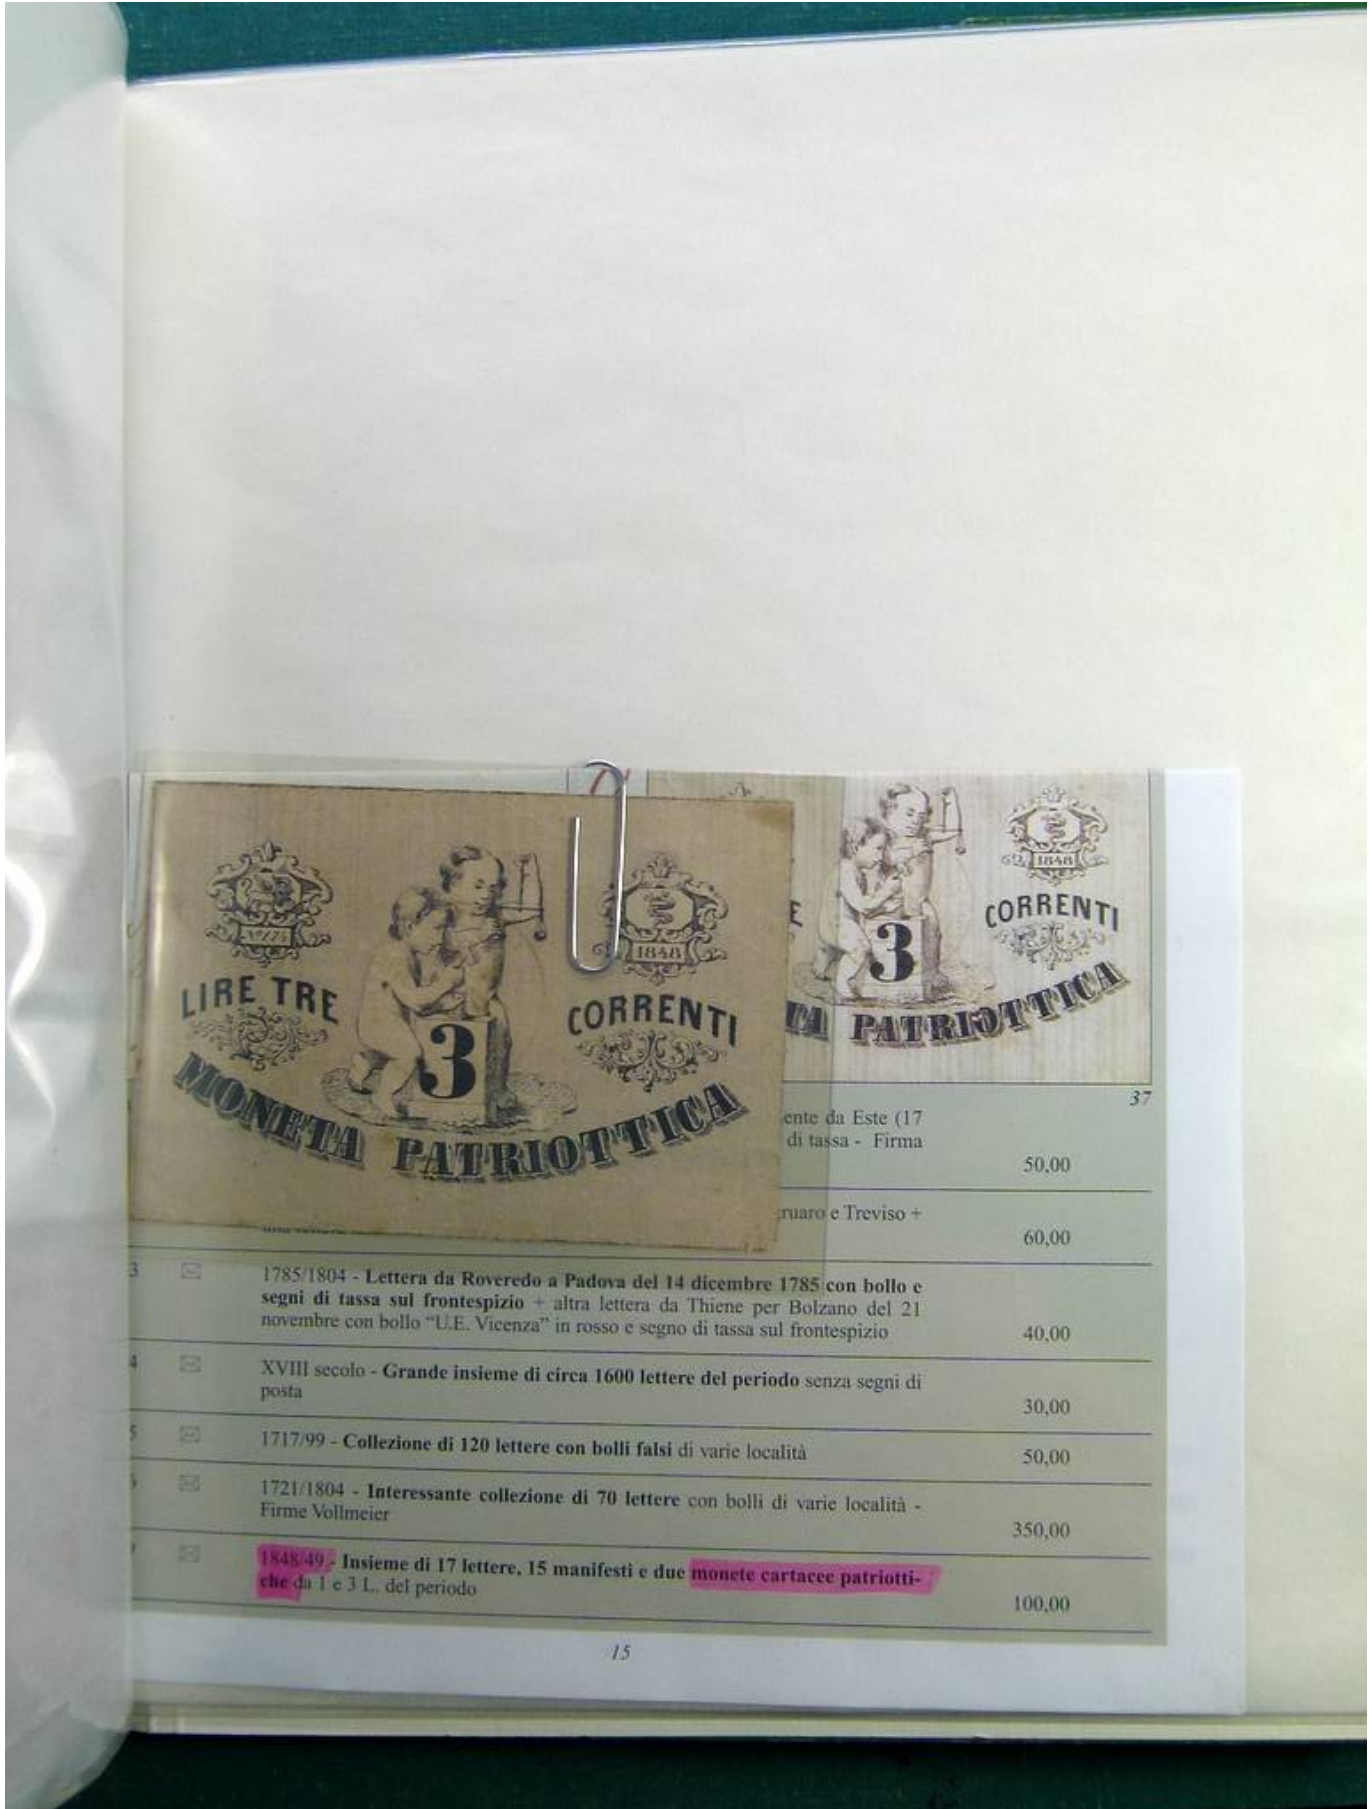 1848
LIRE TRE
CORRENTI
3
MONETA PATRIOTTICA
1848
CORRENTI
3
PATRIOTTICA
37
ente da Este (17
di tassa - Firma
50,00
ruaro e Treviso +
60,00
3
1785/1804 - Lettera da Roveredo a Padova del 14 dicembre 1785 con bollo e
segni di tassa sul frontespizio + altra lettera da Thiene per Bolzano del 21
novembre con bollo “U.E. Vicenza” in rosso e segno di tassa sul frontespizio
40,00
4
XVIII secolo - Grande insieme di circa 1600 lettere del periodo senza segni di
posta
30,00
5
1717/99 - Collezione di 120 lettere con bolli falsi di varie località
50,00
1721/1804 - Interessante collezione di 70 lettere con bolli di varie località -
Firme Vollmeier
350,00
1848/49 - Insieme di 17 lettere, 15 manifesti e due monete cartacee patriotti-
che da 1 e 3 L. del periodo
100,00
15